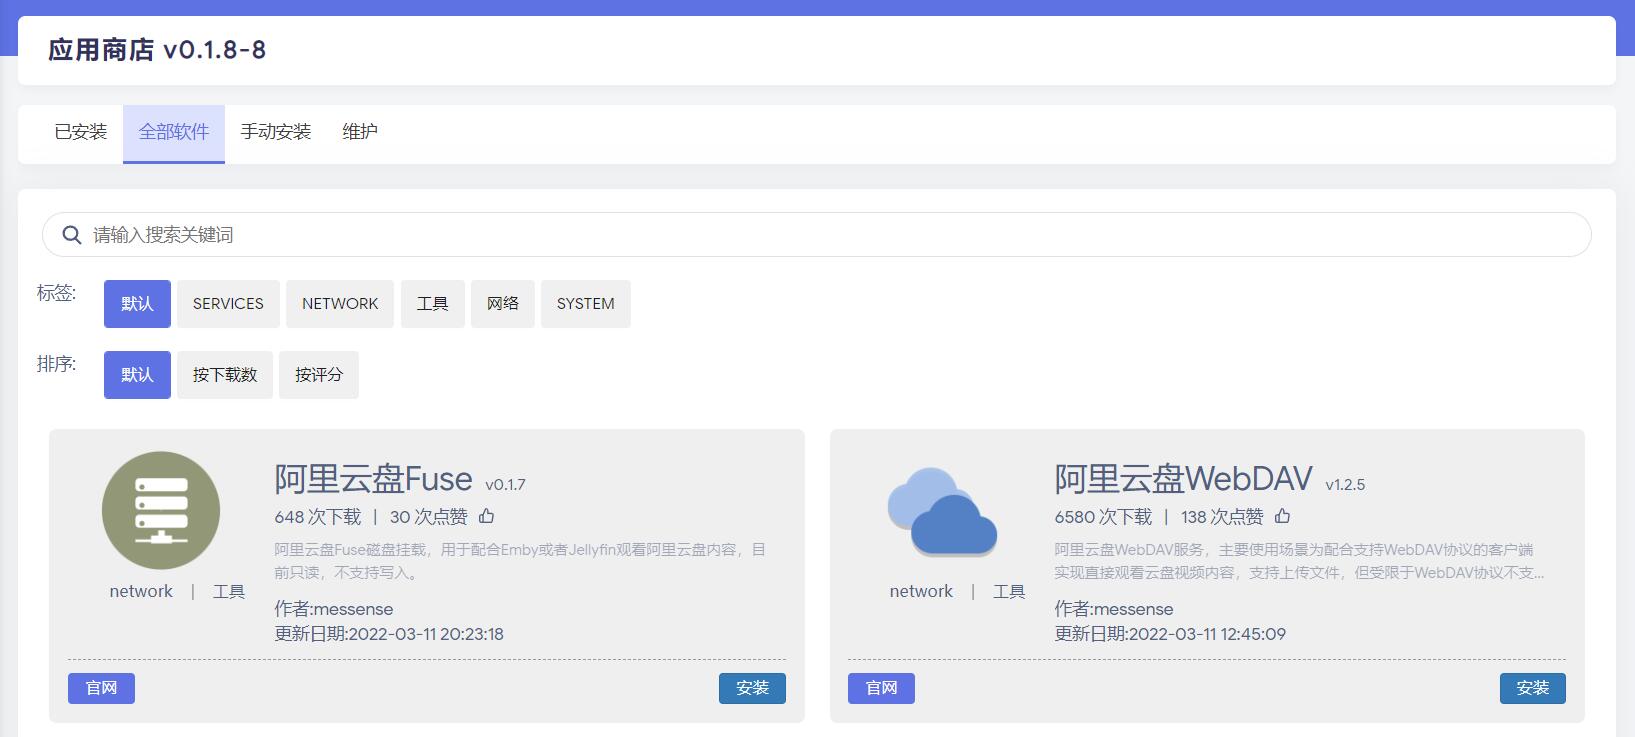 应用商店 v0.1.8-8
已安装 全部软件 手动安装 维护
请输入搜索关键词
标签: 默认 SERVICES NETWORK 工具 网络 SYSTEM
排序: 默认 按下载数 按评分
阿里云盘Fuse v0.1.7
648 次下载 | 30 次点赞
阿里云盘Fuse磁盘挂载，用于配合Emby或者Jellyfin观看阿里云盘内容，目
前只读，不支持写入。
network | 工具
作者:messense
更新日期:2022-03-11 20:23:18
官网 安装
阿里云盘WebDAV v1.2.5
6580 次下载 | 138 次点赞
阿里云盘WebDAV服务，主要使用场景为配合支持WebDAV协议的客户端
实现直接观看云盘视频内容，支持上传文件，但受限于WebDAV协议不支...
network | 工具
作者:messense
更新日期:2022-03-11 12:45:09
官网 安装